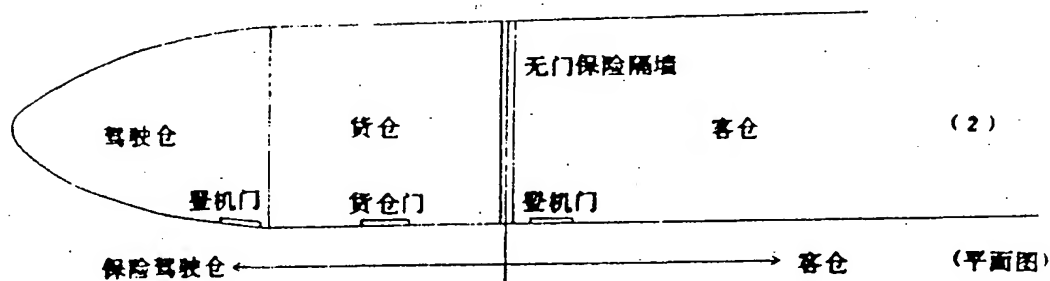 无门保险隔墙
驾驶仓 货仓 客仓 (2)
登机门 货仓门 登机门
保险驾驶仓 客仓 (平面图)